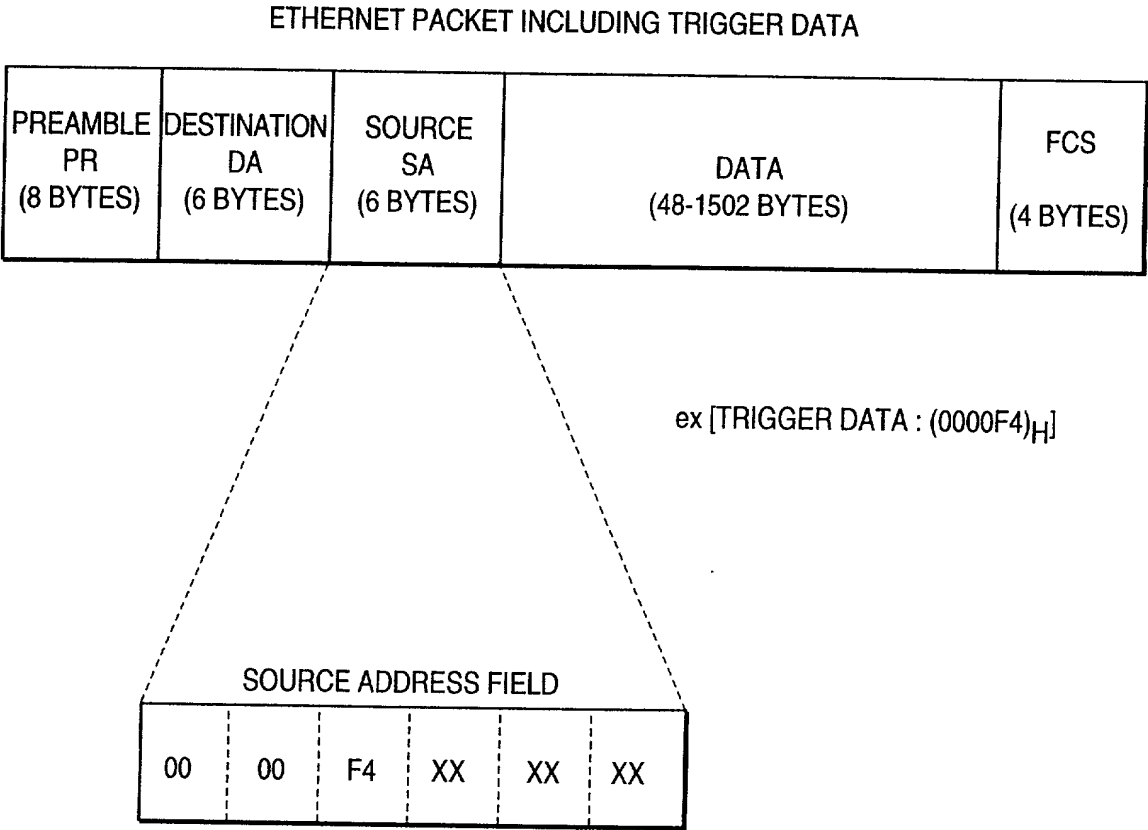 ETHERNET PACKET INCLUDING TRIGGER DATA
PREAMBLE
PR
(8 BYTES)
DESTINATION
DA
(6 BYTES)
SOURCE
SA
(6 BYTES)
DATA
(48-1502 BYTES)
FCS
(4 BYTES)
ex [TRIGGER DATA : (0000F4)H]
SOURCE ADDRESS FIELD
00 00 F4 XX XX XX